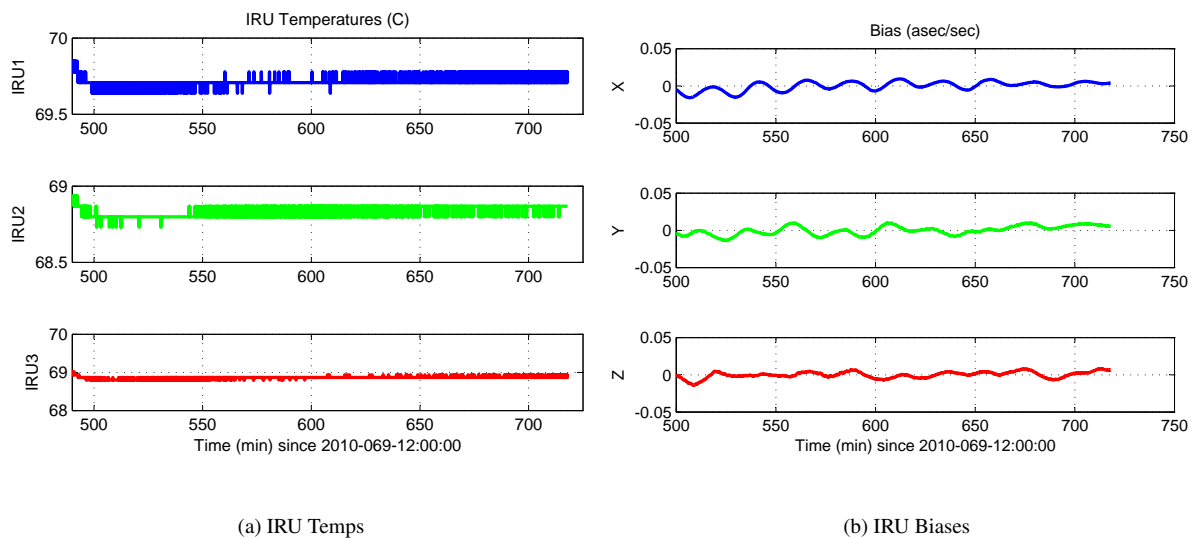 IRU Temperatures (C)
70
69.5
IRU1
500 550 600 650 700
69
68.5
IRU2
500 550 600 650 700
70
69
68
IRU3
500 550 600 650 700
Time (min) since 2010-069-12:00:00
(a) IRU Temps
Bias (asec/sec)
0.05
0
-0.05
X
500 550 600 650 700 750
0.05
0
-0.05
Y
500 550 600 650 700 750
0.05
0
-0.05
Z
500 550 600 650 700 750
Time (min) since 2010-069-12:00:00
(b) IRU Biases